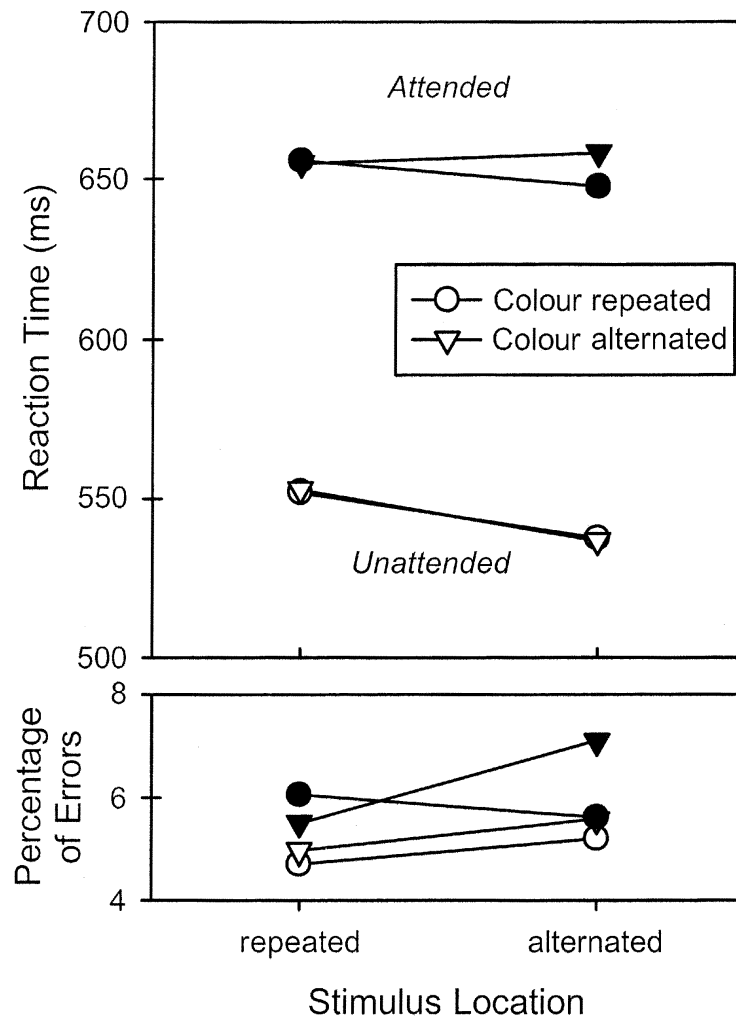 700
Attended
650
Colour repeated
Colour alternated
600
550
Unattended
500
Reaction Time (ms)
8
6
4
Percentage
of Errors
repeated
alternated
Stimulus Location